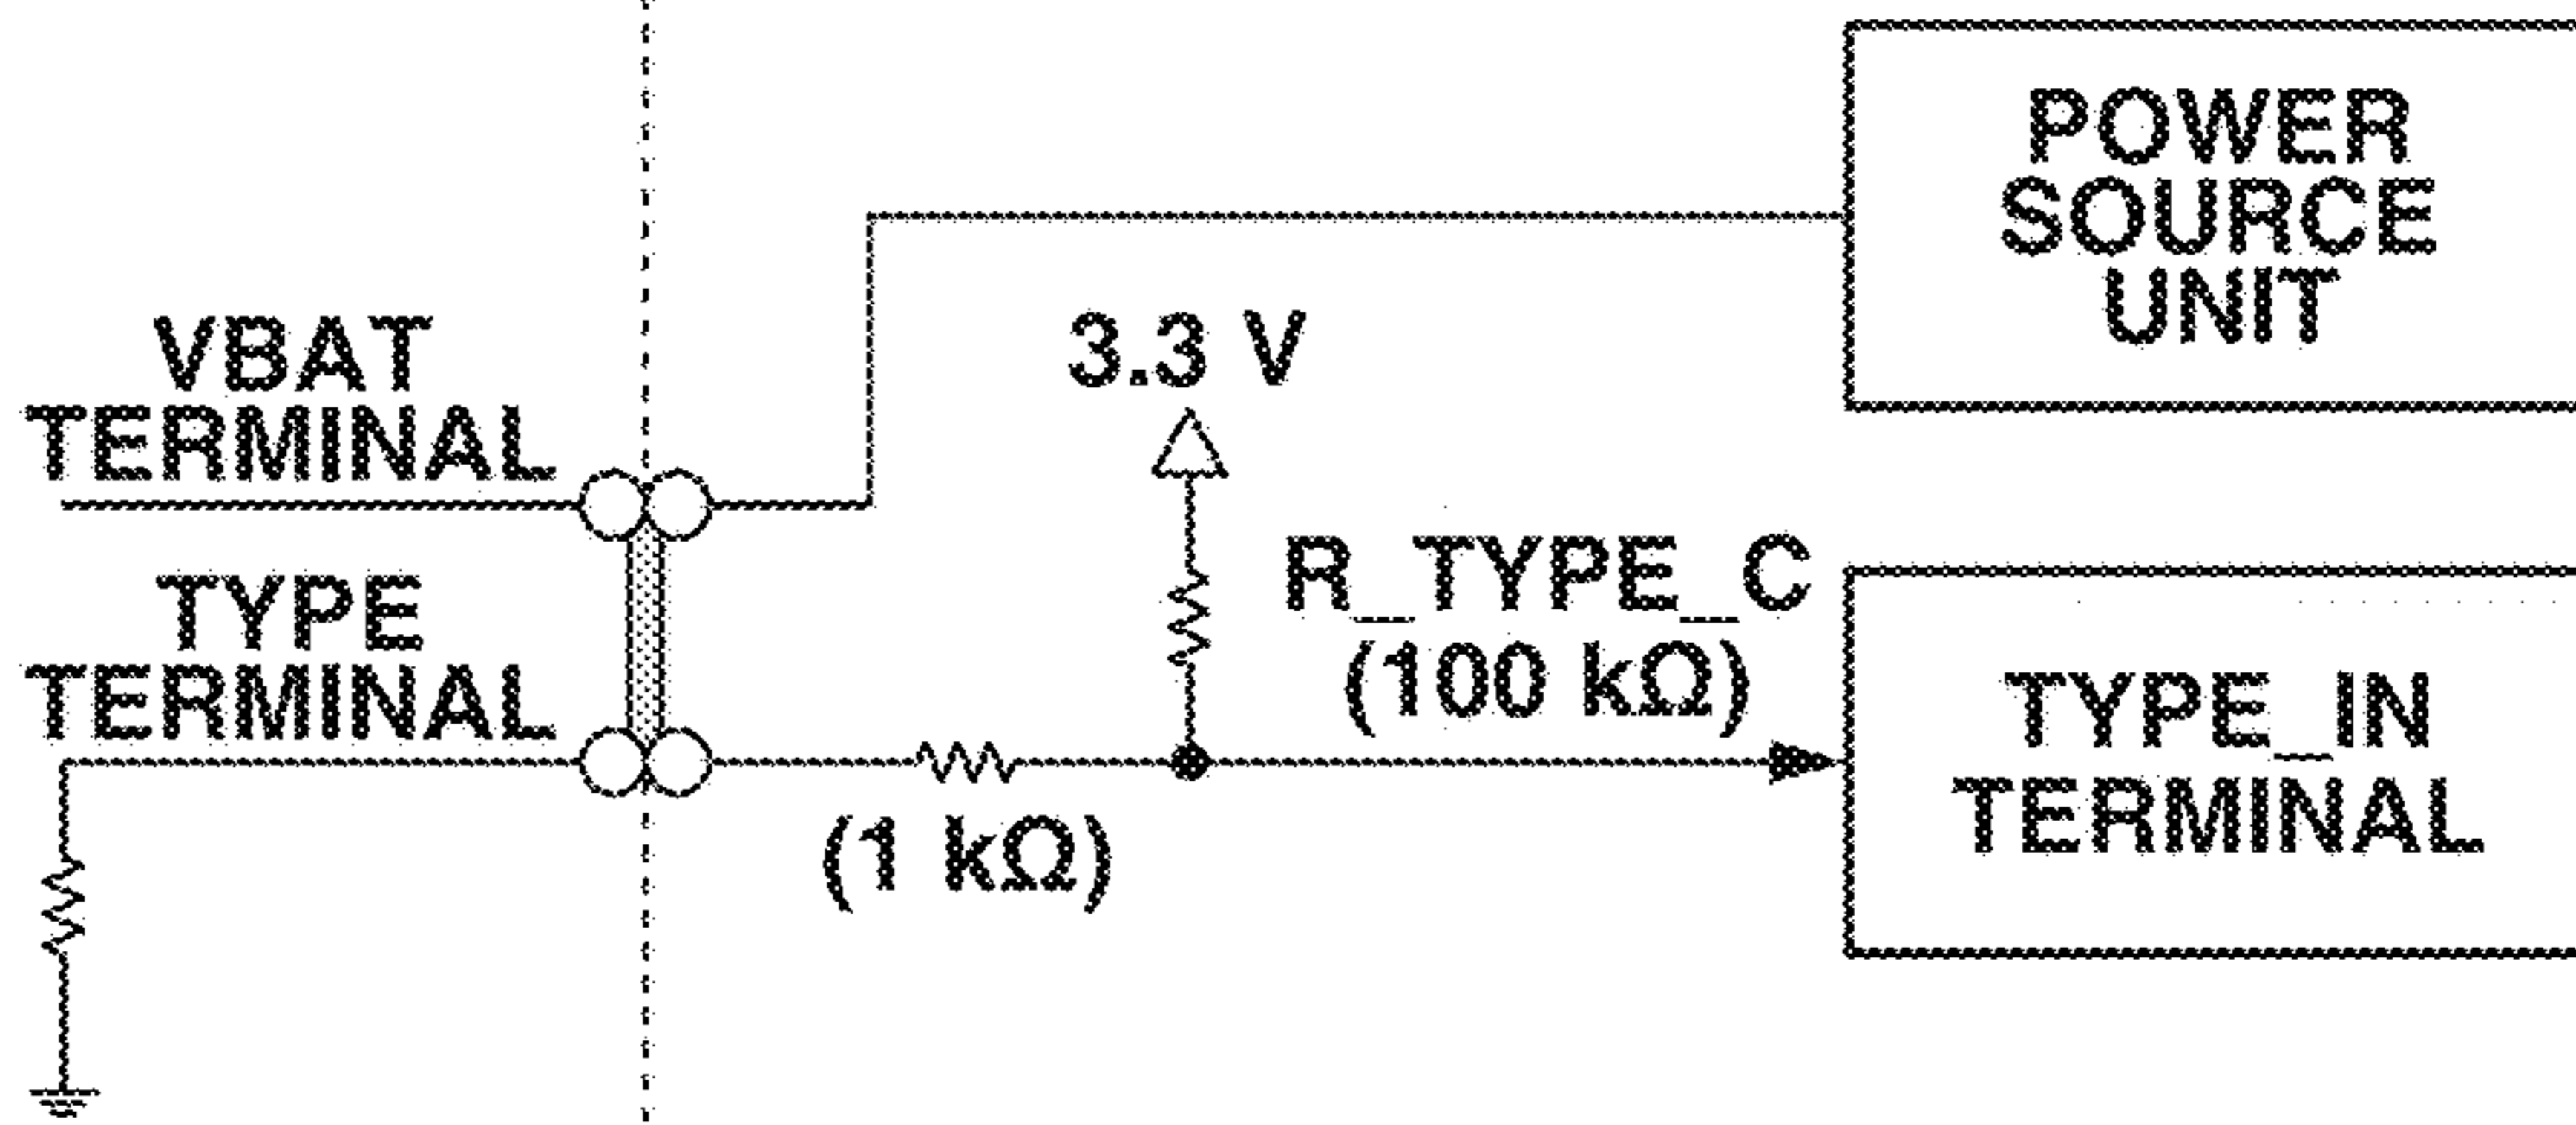 POWER
SOURCE
UNIT
3.3 V
VBAT
TERMINAL
R_TYPE_C
(100 kΩ)
TYPE
TERMINAL
TYPE_IN
TERMINAL
(1 kΩ)